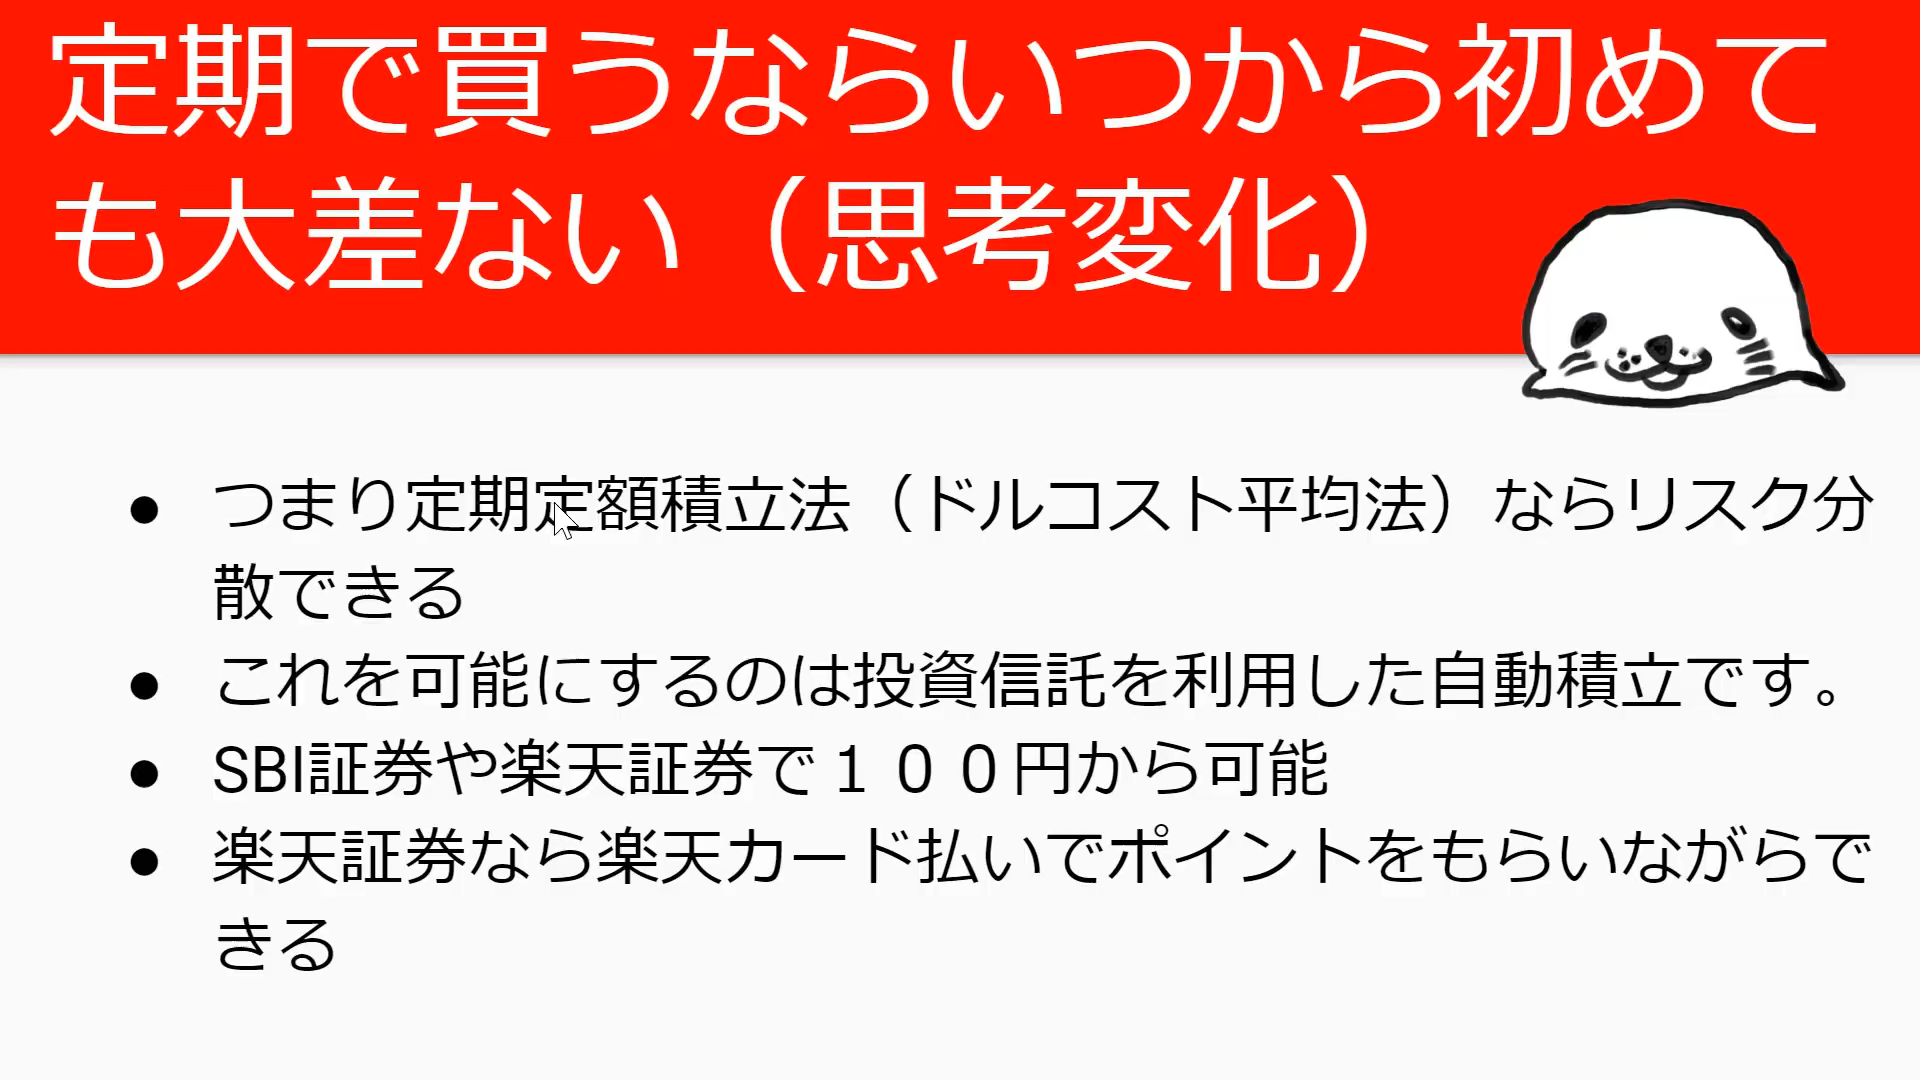 定期で買うならいつから初めて
も大差ない（思考変化）
● つまり定期定額積立法（ドルコスト平均法）ならリスク分
散できる
● これを可能にするのは投資信託を利用した自動積立です。
● SBI証券や楽天証券で１００円から可能
● 楽天証券なら楽天カード払いでポイントをもらいながらで
きる